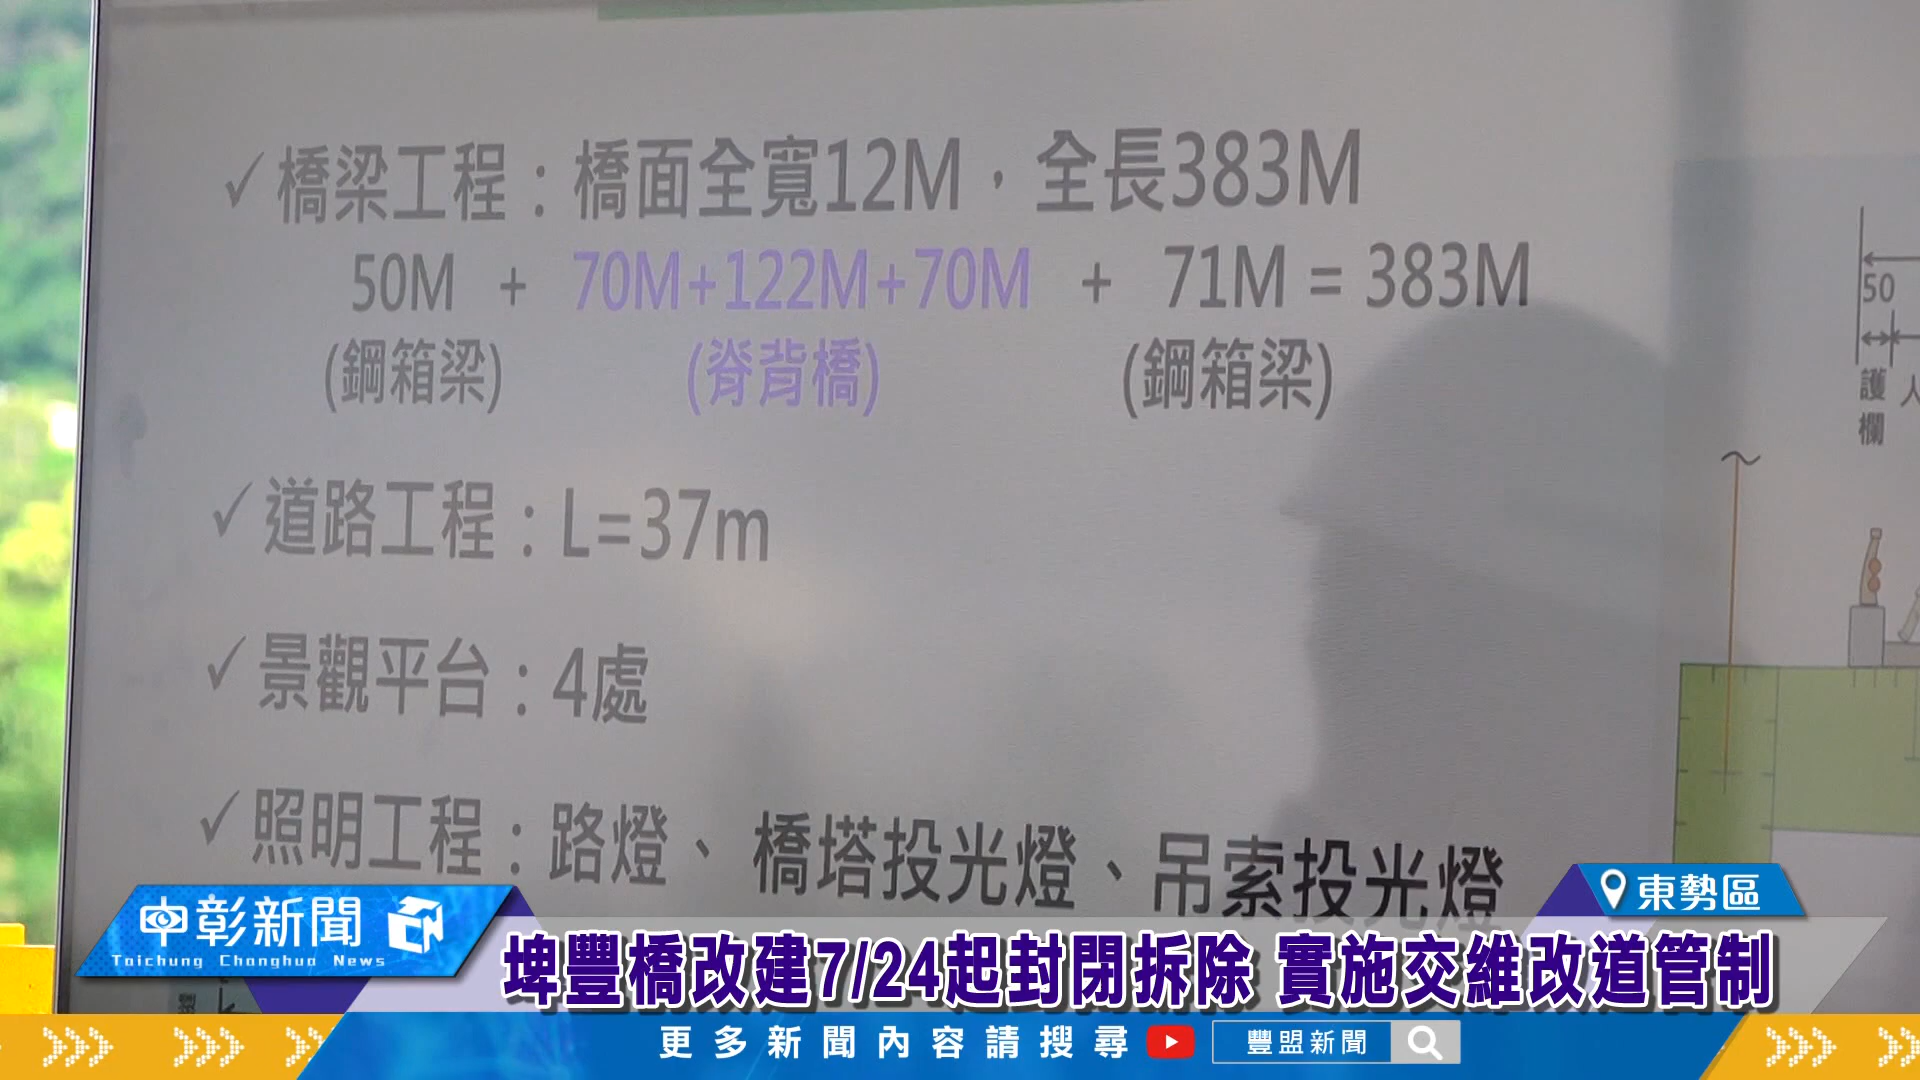 ✓橋梁工程：橋面全寬12M，全長383M
50M + 70M+122M+70M + 71M = 383M
(鋼箱梁) (脊背橋) (鋼箱梁)
✓道路工程：L=37m
✓景觀平台：4處
✓照明工程：路燈、橋塔投光燈、吊索投光燈
50
護欄
人
東勢區
中彰新聞
Taichung Changhua News
埤豐橋改建7/24起封閉拆除 實施交維改道管制
更多新聞內容請搜尋 豐盟新聞